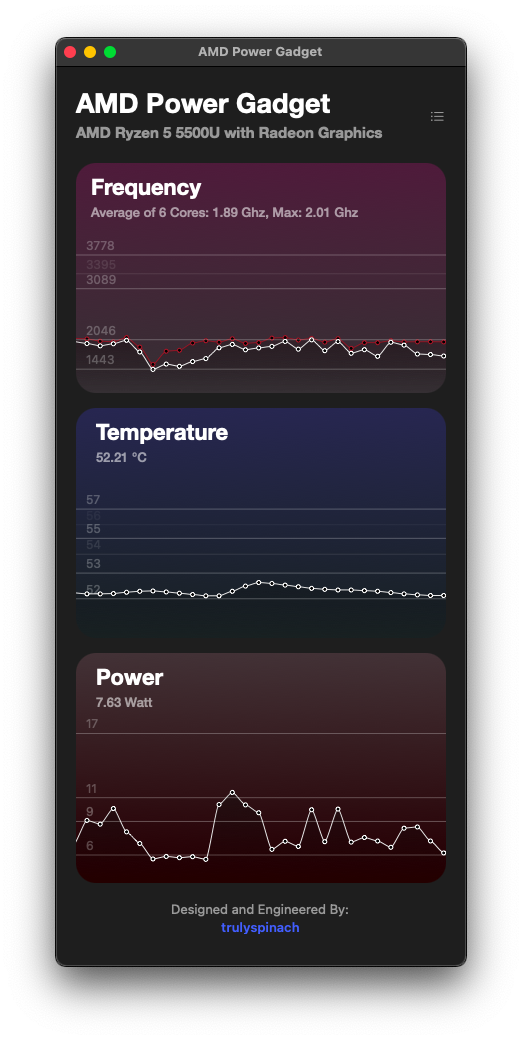 AMD Power Gadget
AMD Power Gadget
AMD Ryzen 5 5500U with Radeon Graphics
Frequency
Average of 6 Cores: 1.89 Ghz, Max: 2.01 Ghz
3778
3395
3089
2046
1443
Temperature
52.21 °C
57
56
55
54
53
52
Power
7.63 Watt
17
11
9
6
Designed and Engineered By:
trulyspinach